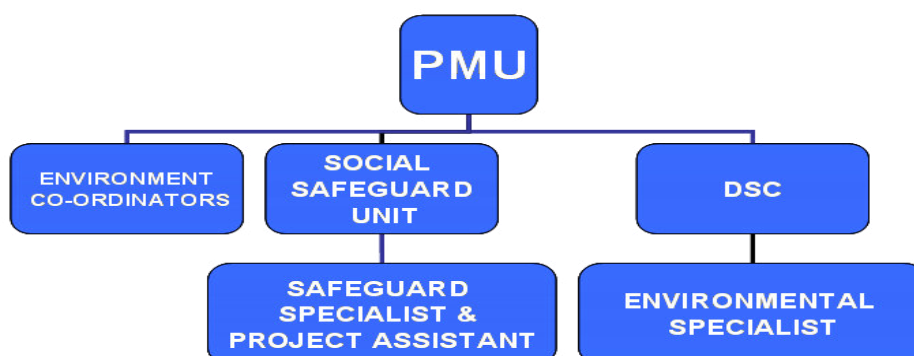 PMU
ENVIRONMENT
CO-ORDINATORS
SOCIAL
SAFEGUARD
UNIT
DSC
SAFEGUARD
SPECIALIST &
PROJECT ASSISTANT
ENVIRONMENTAL
SPECIALIST